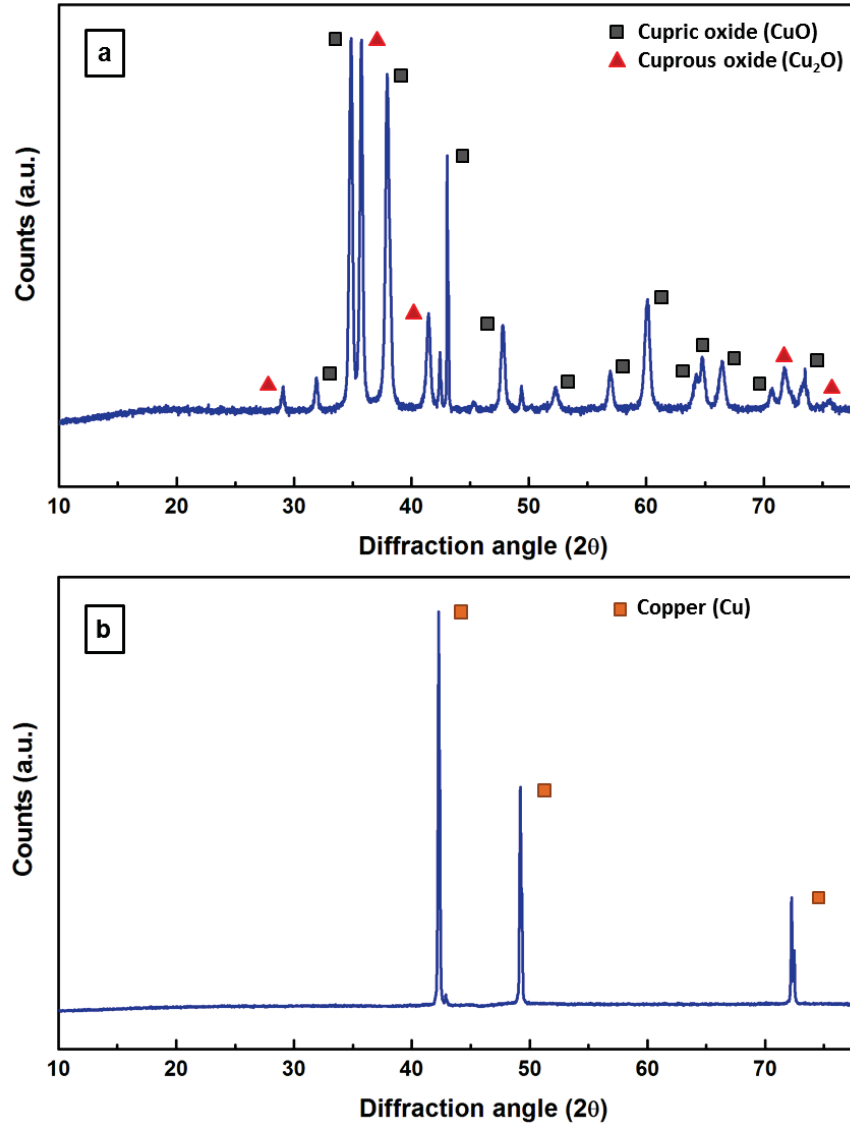 a
Cupric oxide (CuO)
Cuprous oxide (Cu₂O)
Counts (a.u.)
10 20 30 40 50 60 70
Diffraction angle (2θ)
b
Copper (Cu)
Counts (a.u.)
10 20 30 40 50 60 70
Diffraction angle (2θ)